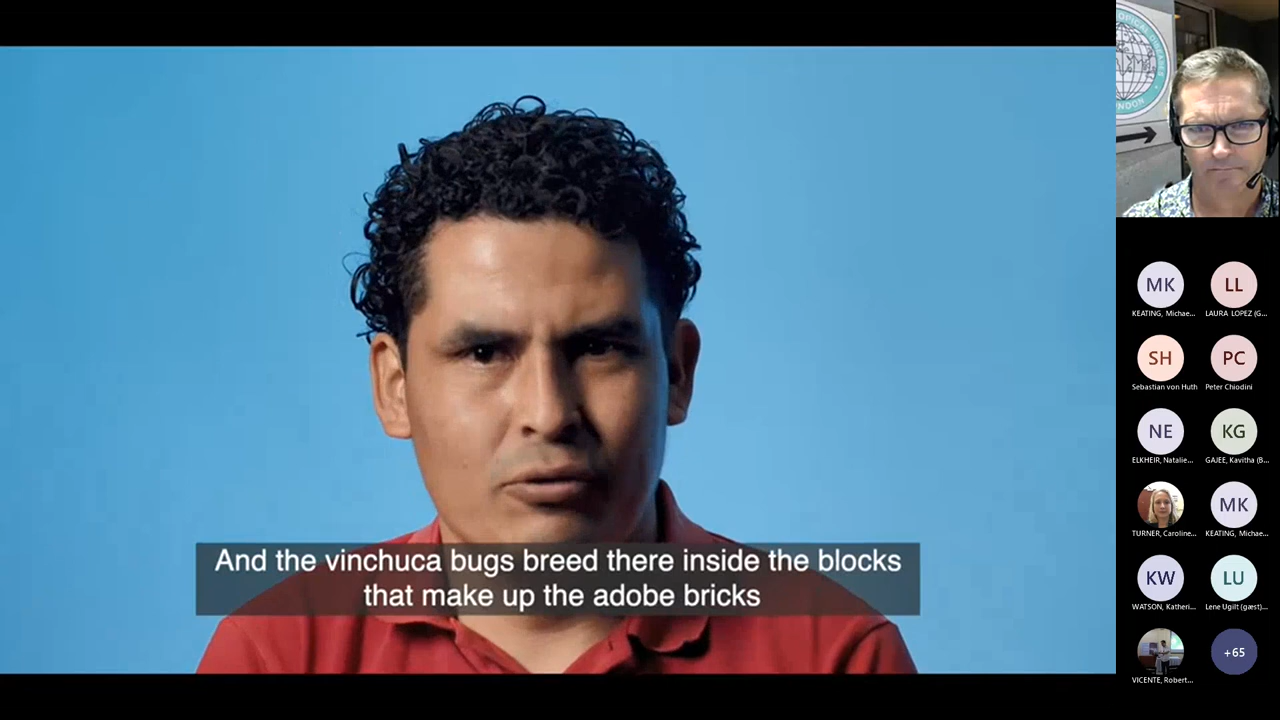 And the vinchuca bugs breed there inside the blocks
that make up the adobe bricks
NDON
MK
LL
KEATING, Michae...
LAURA LOPEZ (G...
SH
PC
Sebastian von Huth
Peter Chiodini
NE
KG
ELKHEIR, Natalie...
GAJEE, Kavitha (B...
MK
TURNER, Caroline...
KEATING, Michae...
KW
LU
WATSON, Katheri...
Lene Ugilt (gæst)...
+65
VICENTE, Robert...